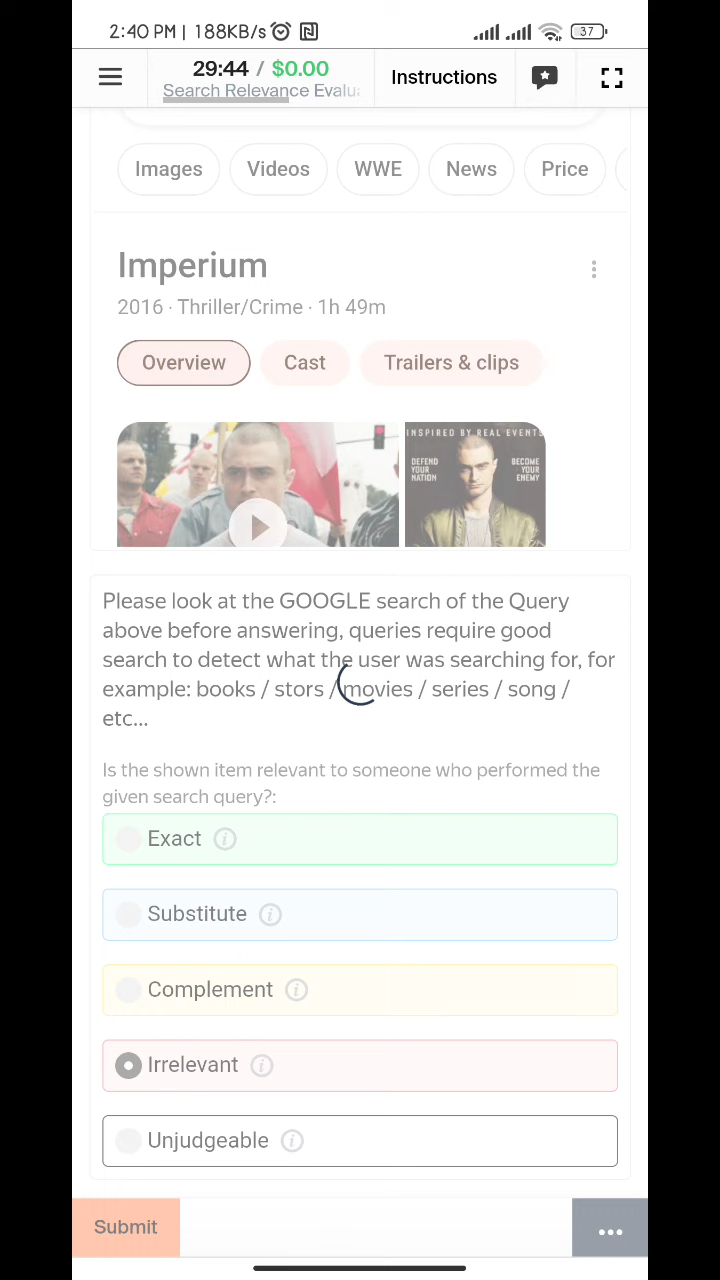 2:40 PM | 188KB/s
37
29:44 / $0.00
Search Relevance Evalu
Instructions
Images
Videos
WWE
News
Price
Imperium
2016 · Thriller/Crime · 1h 49m
Overview
Cast
Trailers & clips
INSPIRED BY REAL EVENTS
DEFEND YOUR NATION
BECOME YOUR ENEMY
Please look at the GOOGLE search of the Query
above before answering, queries require good
search to detect what the user was searching for, for
example: books / stors / movies / series / song /
etc...
Is the shown item relevant to someone who performed the
given search query?:
Exact
Substitute
Complement
Irrelevant
Unjudgeable
Submit